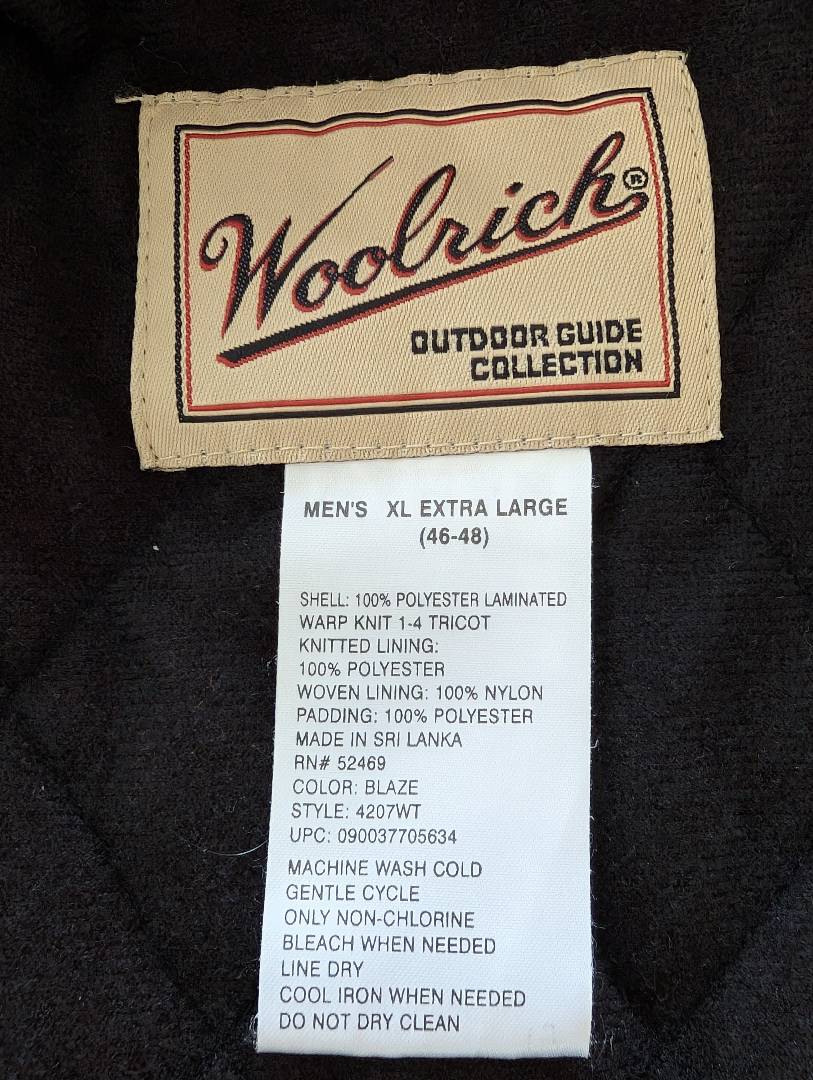 Woolrich®
OUTDOOR GUIDE
COLLECTION
MEN'S XL EXTRA LARGE
(46-48)
SHELL: 100% POLYESTER LAMINATED
WARP KNIT 1-4 TRICOT
KNITTED LINING:
100% POLYESTER
WOVEN LINING: 100% NYLON
PADDING: 100% POLYESTER
MADE IN SRI LANKA
RN# 52469
COLOR: BLAZE
STYLE: 4207WT
UPC: 090037705634
MACHINE WASH COLD
GENTLE CYCLE
ONLY NON-CHLORINE
BLEACH WHEN NEEDED
LINE DRY
COOL IRON WHEN NEEDED
DO NOT DRY CLEAN